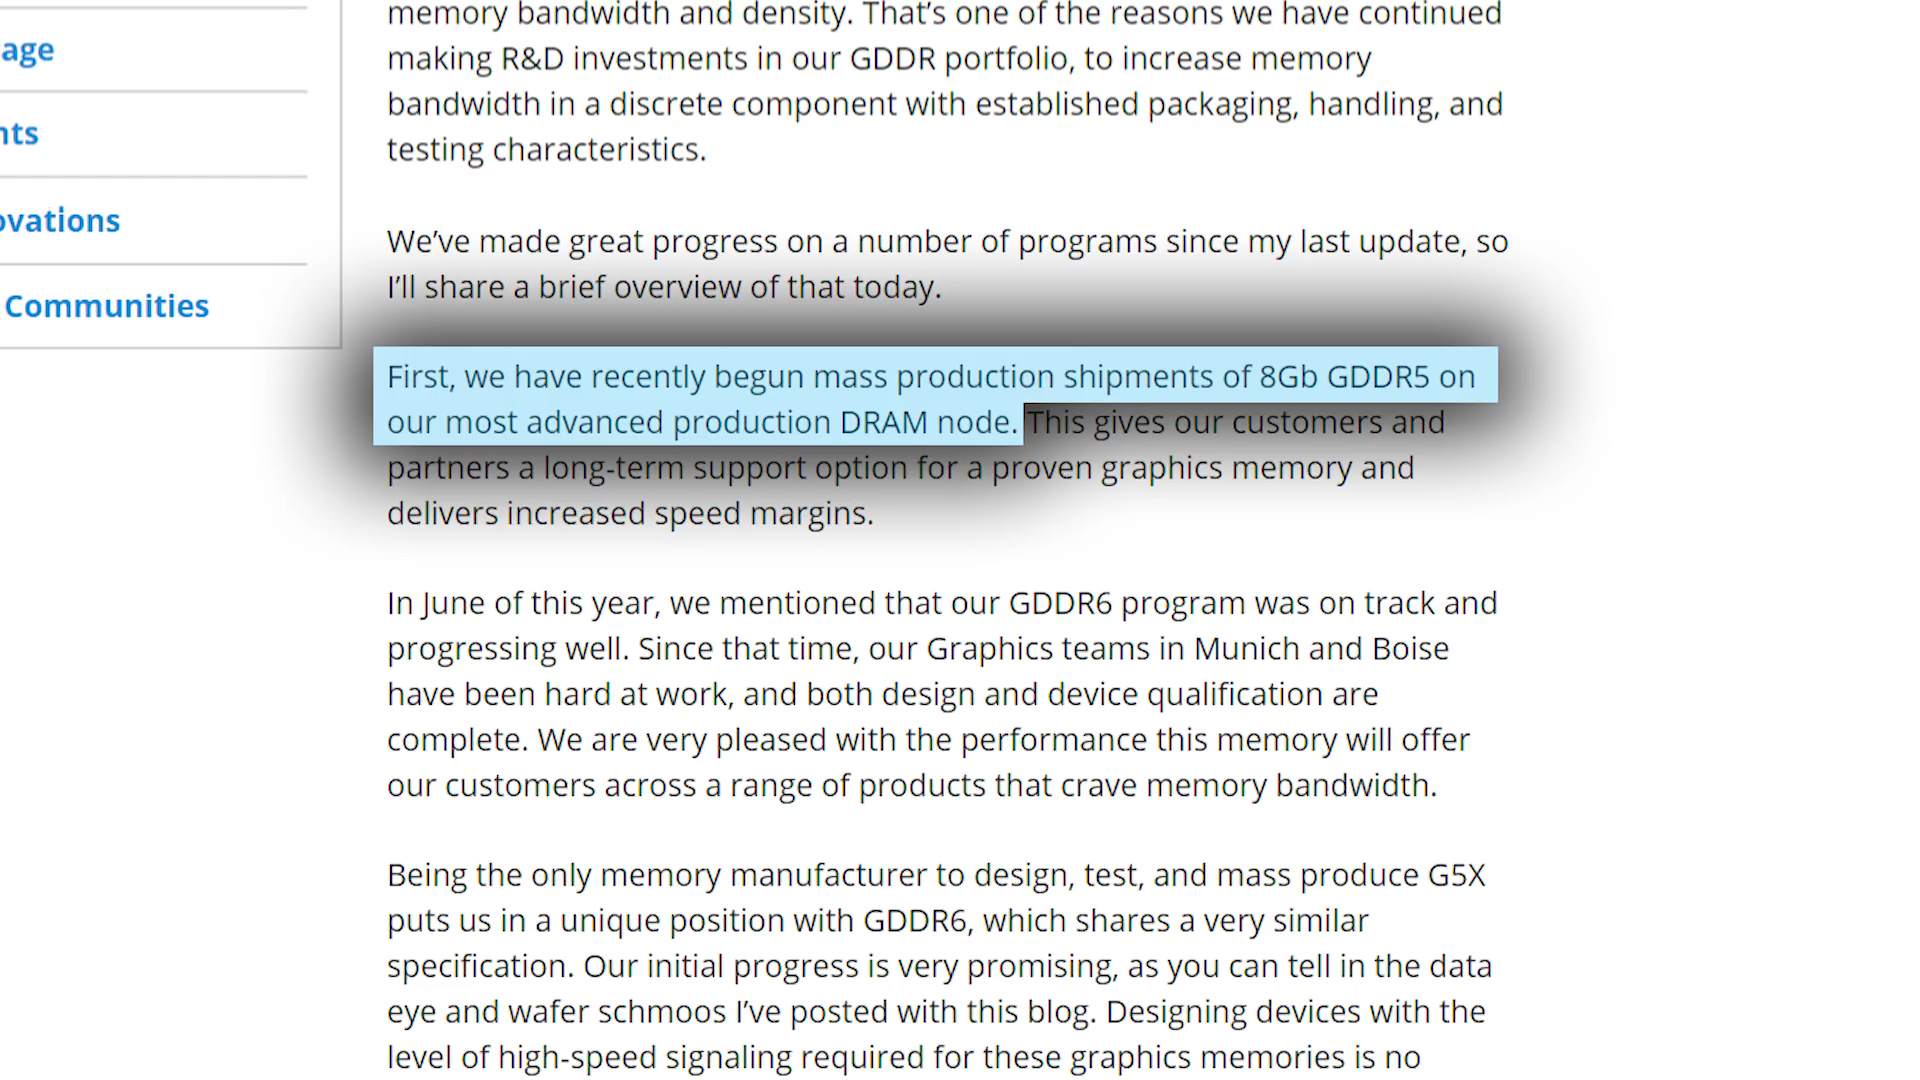 age
nts
ovations
Communities
memory bandwidth and density. That’s one of the reasons we have continued
making R&D investments in our GDDR portfolio, to increase memory
bandwidth in a discrete component with established packaging, handling, and
testing characteristics.
We’ve made great progress on a number of programs since my last update, so
I’ll share a brief overview of that today.
First, we have recently begun mass production shipments of 8Gb GDDR5 on
our most advanced production DRAM node. This gives our customers and
partners a long-term support option for a proven graphics memory and
delivers increased speed margins.
In June of this year, we mentioned that our GDDR6 program was on track and
progressing well. Since that time, our Graphics teams in Munich and Boise
have been hard at work, and both design and device qualification are
complete. We are very pleased with the performance this memory will offer
our customers across a range of products that crave memory bandwidth.
Being the only memory manufacturer to design, test, and mass produce G5X
puts us in a unique position with GDDR6, which shares a very similar
specification. Our initial progress is very promising, as you can tell in the data
eye and wafer schmoos I’ve posted with this blog. Designing devices with the
level of high-speed signaling required for these graphics memories is no